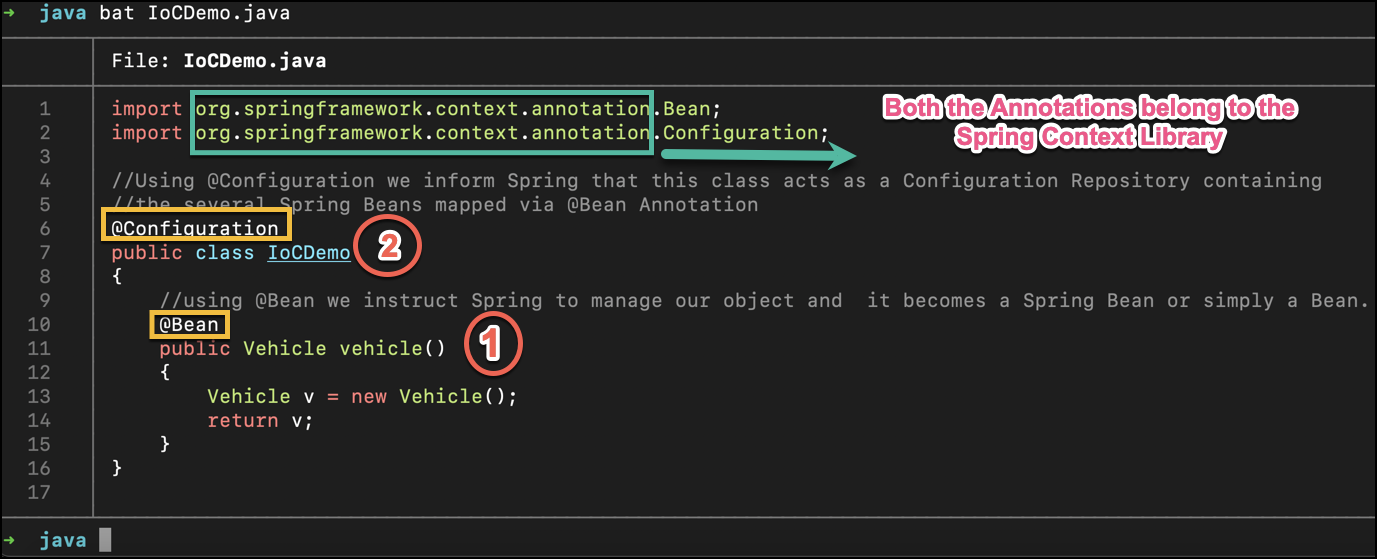 → java bat IoCDemo.java
File: IoCDemo.java
1 import org.springframework.context.annotation.Bean;
2 import org.springframework.context.annotation.Configuration;
Both the Annotations belong to the
Spring Context Library
3
4 //Using @Configuration we inform Spring that this class acts as a Configuration Repository containing
5 //the several Spring Beans mapped via @Bean Annotation
6 @Configuration
7 public class IoCDemo
2
8 {
9 //using @Bean we instruct Spring to manage our object and  it becomes a Spring Bean or simply a Bean.
10 @Bean
11 public Vehicle vehicle()
1
12 {
13 Vehicle v = new Vehicle();
14 return v;
15 }
16 }
17
→ java